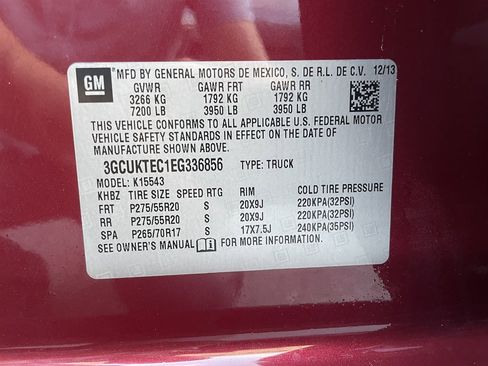 GM MFD BY GENERAL MOTORS DE MEXICO, S. DE R.L. DE C.V. 12/13
GVWR GAWR FRT GAWR RR
3266 KG 1792 KG 1792 KG
7200 LB 3950 LB 3950 LB
THIS VEHICLE CONFORMS TO ALL APPLICABLE U.S. FEDERAL MOTOR
VEHICLE SAFETY STANDARDS IN EFFECT ON THE DATE OF
MANUFACTURE SHOWN ABOVE.
3GCUKTEC1EG336856 TYPE: TRUCK
MODEL: K15543
KHBZ TIRE SIZE SPEED RTG RIM COLD TIRE PRESSURE
FRT P275/55R20 S 20X9J 220KPA(32PSI)
RR P275/55R20 S 20X9J 220KPA(32PSI)
SPA P265/70R17 S 17X7.5J 240KPA(35PSI)
SEE OWNER'S MANUAL FOR MORE INFORMATION.